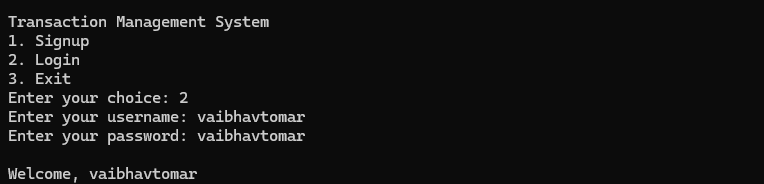 Transaction Management System
1. Signup
2. Login
3. Exit
Enter your choice: 2
Enter your username: vaibhavtomar
Enter your password: vaibhavtomar
Welcome, vaibhavtomar